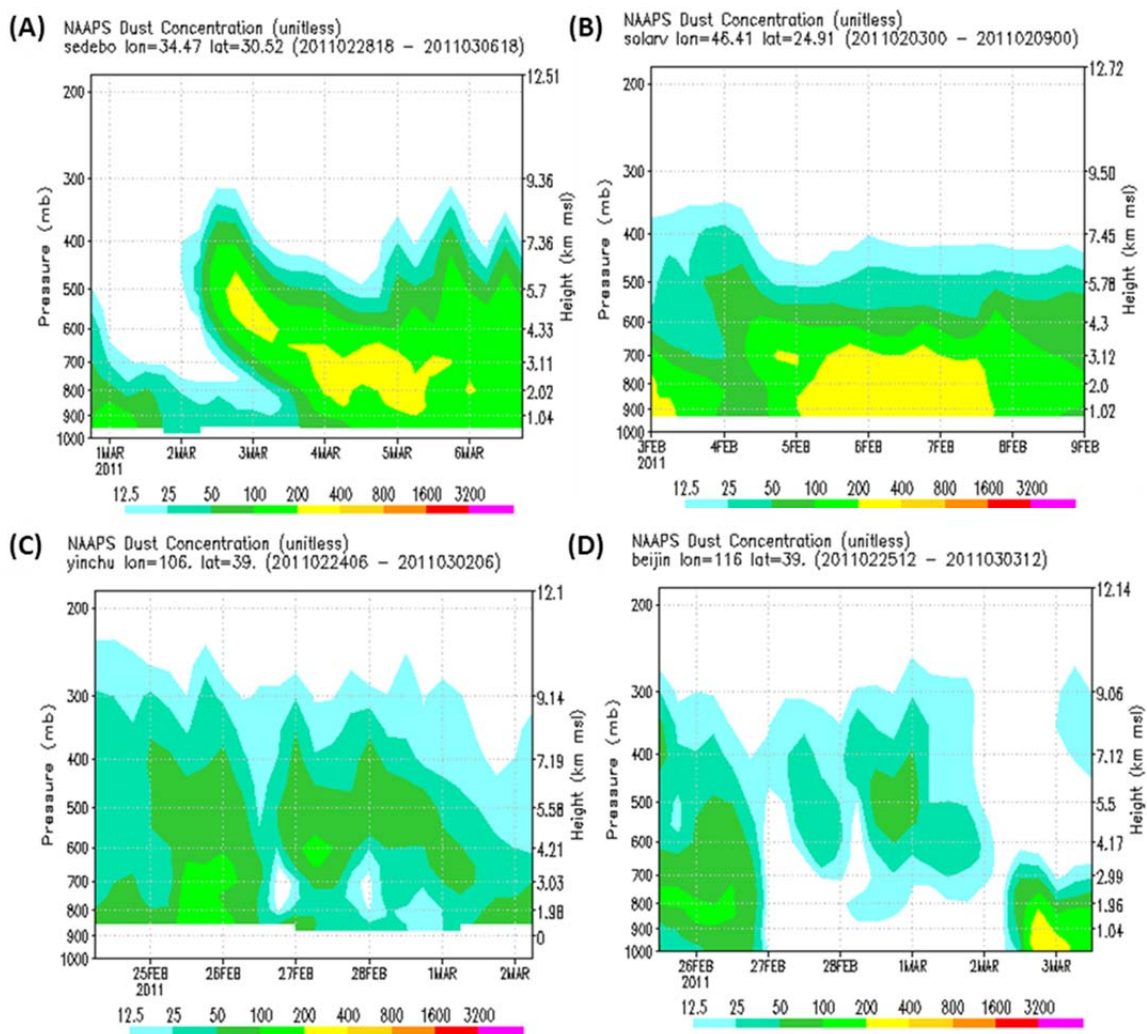 (A)
NAAPS Dust Concentration (unitless)
sedebo lon=34.47 lat=30.52 (2011022818 – 2011030618)
Pressure (mb)
200
300
400
500
600
700
800
900
1000
12.51
9.36
7.36
5.7
4.33
3.11
2.02
1.04
Height (km msl)
1MAR 2MAR 3MAR 4MAR 5MAR 6MAR
2011
12.5 25 50 100 200 400 800 1600 3200
(B)
NAAPS Dust Concentration (unitless)
solarv lon=46.41 lat=24.91 (2011020300 – 2011020900)
Pressure (mb)
200
300
400
500
600
700
800
900
1000
12.72
9.50
7.45
5.78
4.3
3.12
2.0
1.02
Height (km msl)
3FEB 4FEB 5FEB 6FEB 7FEB 8FEB 9FEB
2011
12.5 25 50 100 200 400 800 1600 3200
(C)
NAAPS Dust Concentration (unitless)
yinchu lon=106. lat=39. (2011022406 – 2011030206)
Pressure (mb)
200
300
400
500
600
700
800
900
1000
12.1
9.14
7.19
5.58
4.21
3.03
1.98
0
Height (km msl)
25FEB 26FEB 27FEB 28FEB 1MAR 2MAR
2011
12.5 25 50 100 200 400 800 1600 3200
(D)
NAAPS Dust Concentration (unitless)
beijin lon=116 lat=39. (2011022512 – 2011030312)
Pressure (mb)
200
300
400
500
600
700
800
900
1000
12.14
9.06
7.12
5.5
4.17
2.99
1.96
1.04
Height (km msl)
26FEB 27FEB 28FEB 1MAR 2MAR 3MAR
2011
12.5 25 50 100 200 400 800 1600 3200